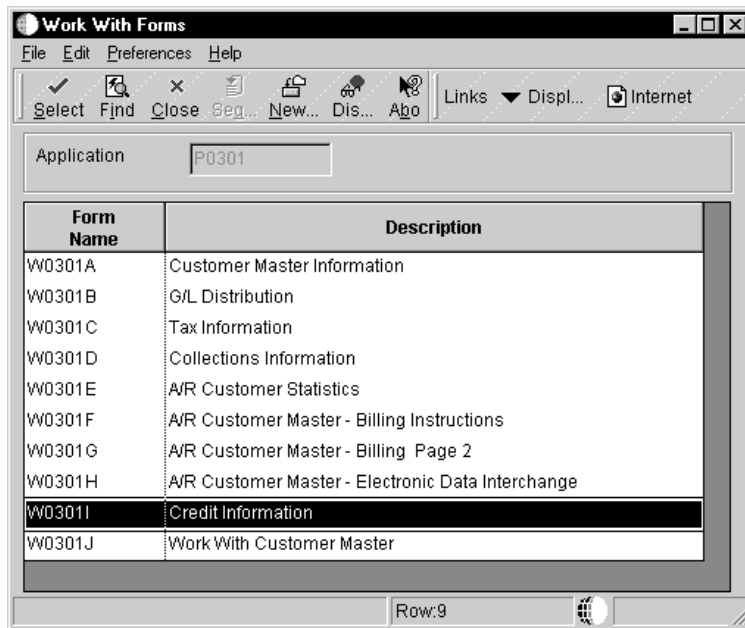 Work With Forms
File Edit Preferences Help
Select Find Close Seq... New... Dis... Abo Links Displ... Internet
Application P0301
Form Name Description
W0301A Customer Master Information
W0301B G/L Distribution
W0301C Tax Information
W0301D Collections Information
W0301E A/R Customer Statistics
W0301F A/R Customer Master - Billing Instructions
W0301G A/R Customer Master - Billing Page 2
W0301H A/R Customer Master - Electronic Data Interchange
W0301I Credit Information
W0301J Work With Customer Master
Row:9